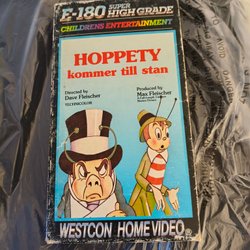 E-180 SUPER HIGH GRADE
CHILDRENS ENTERTAINMENT
HOPPETY
kommer till stan
Directed by
Dave Fleischer
TECHNICOLOR
Produced by
Max Fleischer
WESTCON HOME VIDEO